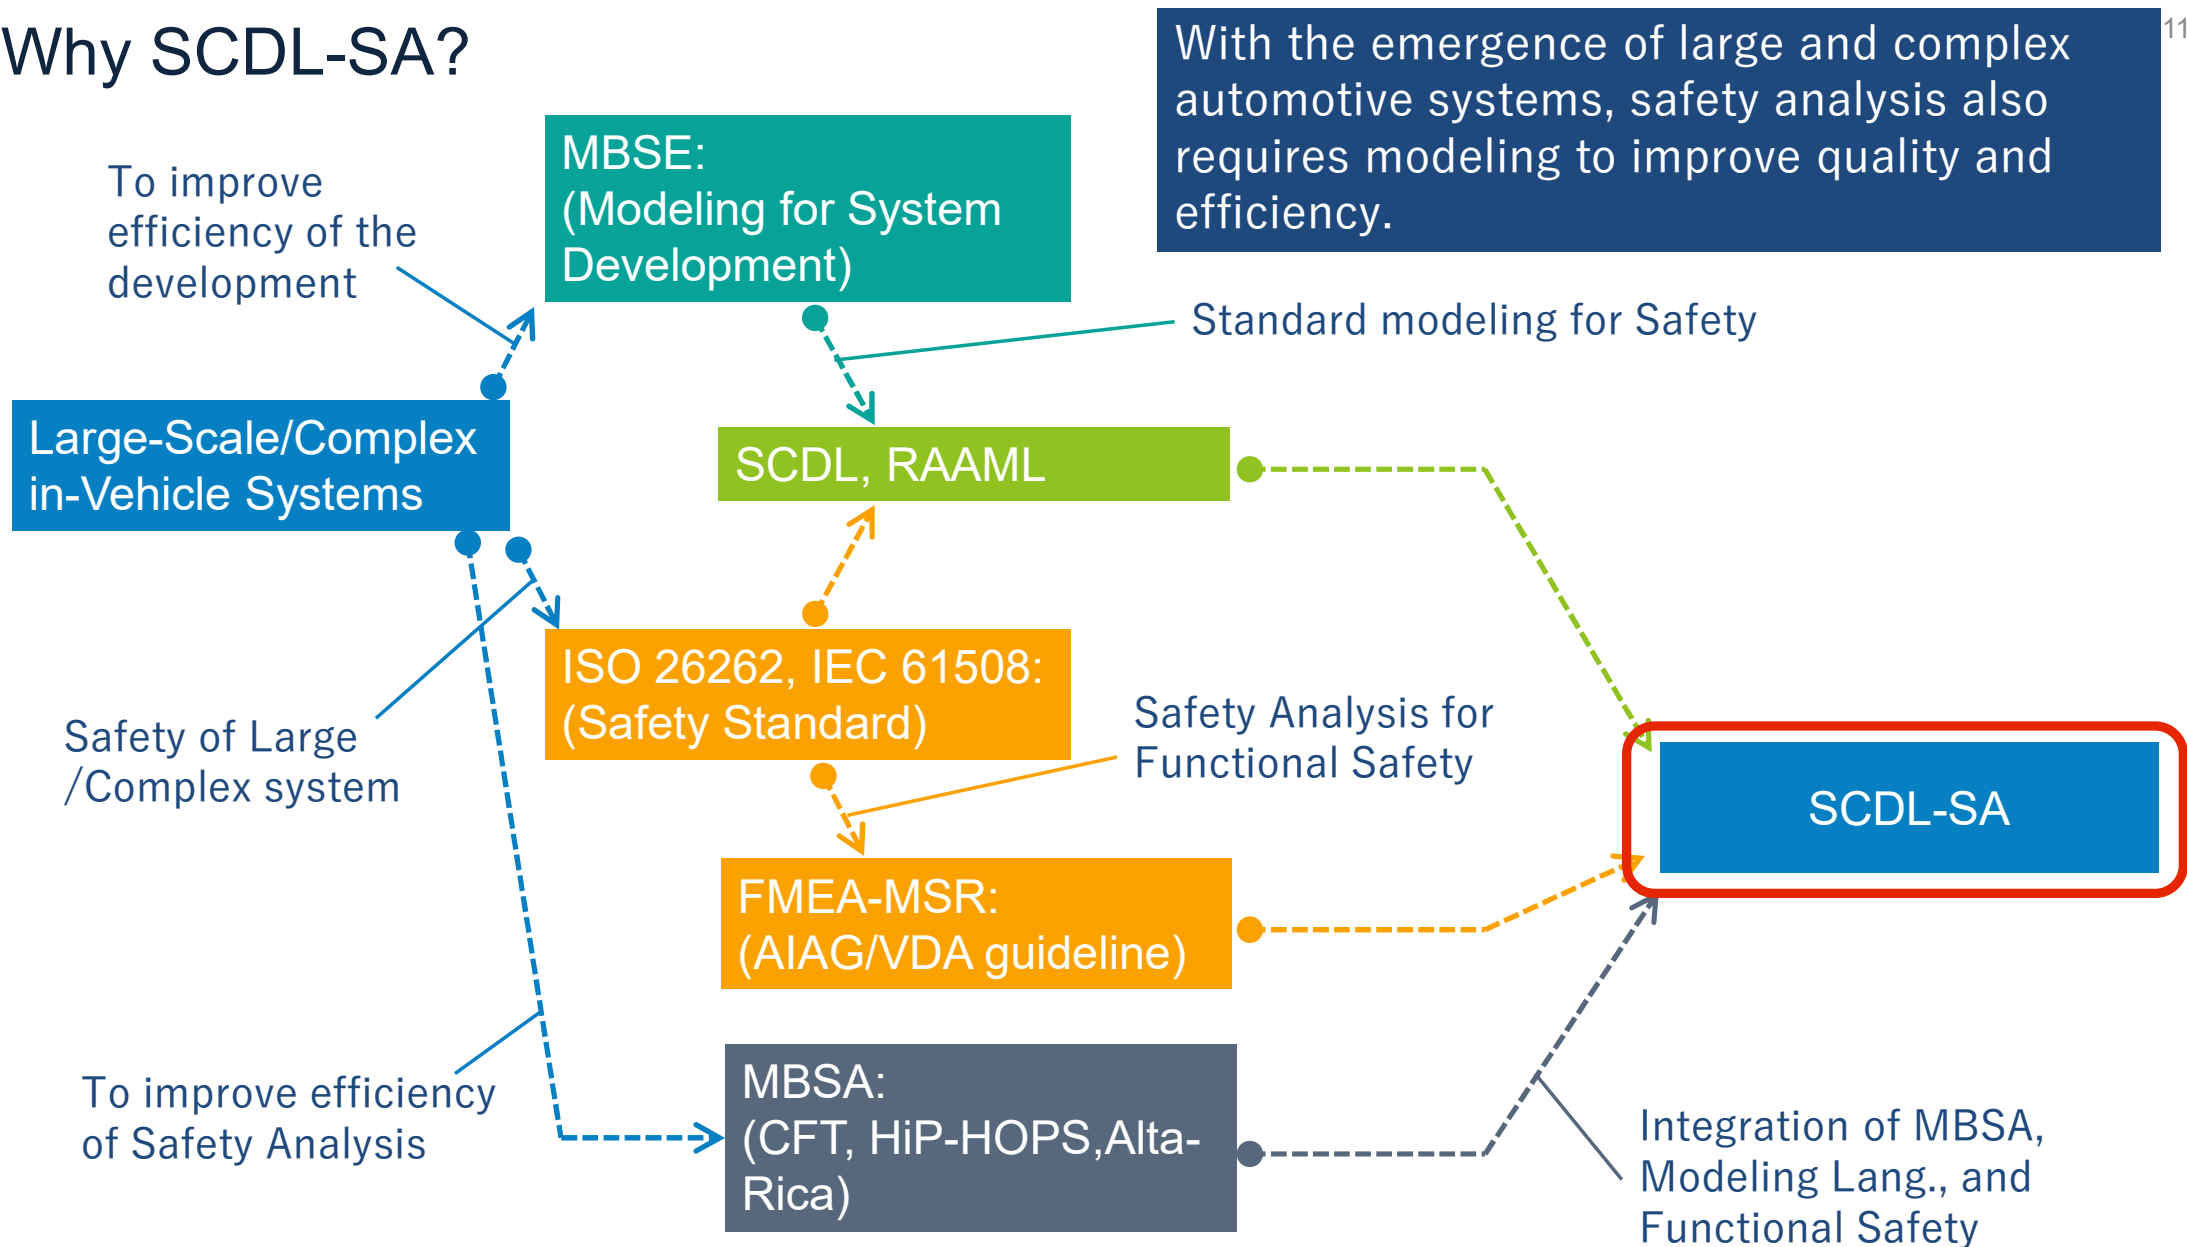 Why SCDL-SA?
With the emergence of large and complex
automotive systems, safety analysis also
requires modeling to improve quality and
efficiency.
11
To improve
efficiency of the
development
MBSE:
(Modeling for System
Development)
Standard modeling for Safety
Large-Scale/Complex
in-Vehicle Systems
SCDL, RAAML
ISO 26262, IEC 61508:
(Safety Standard)
Safety of Large
/Complex system
Safety Analysis for
Functional Safety
SCDL-SA
FMEA-MSR:
(AIAG/VDA guideline)
To improve efficiency
of Safety Analysis
MBSA:
(CFT, HiP-HOPS,Alta-
Rica)
Integration of MBSA,
Modeling Lang., and
Functional Safety